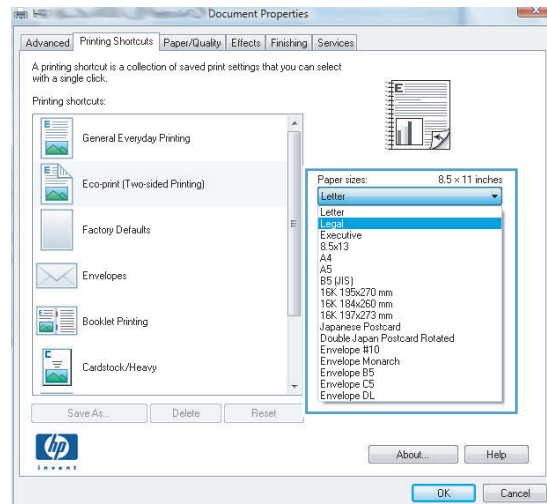 Document Properties
Advanced Printing Shortcuts Paper/Quality Effects Finishing Services
A printing shortcut is a collection of saved print settings that you can select
with a single click.
Printing shortcuts:
General Everyday Printing
Eco-print (Two-sided Printing)
Factory Defaults
Envelopes
Booklet Printing
Cardstock/Heavy
E
Paper sizes: 8.5 × 11 inches
Letter
Letter
Legal
Executive
8.5x13
A4
A5
B5 (JIS)
16K 195x270 mm
16K 184x260 mm
16K 197x273 mm
Japanese Postcard
Double Japan Postcard Rotated
Envelope #10
Envelope Monarch
Envelope B5
Envelope C5
Envelope DL
Save As... Delete Reset
hp
invent
About... Help
OK Cancel